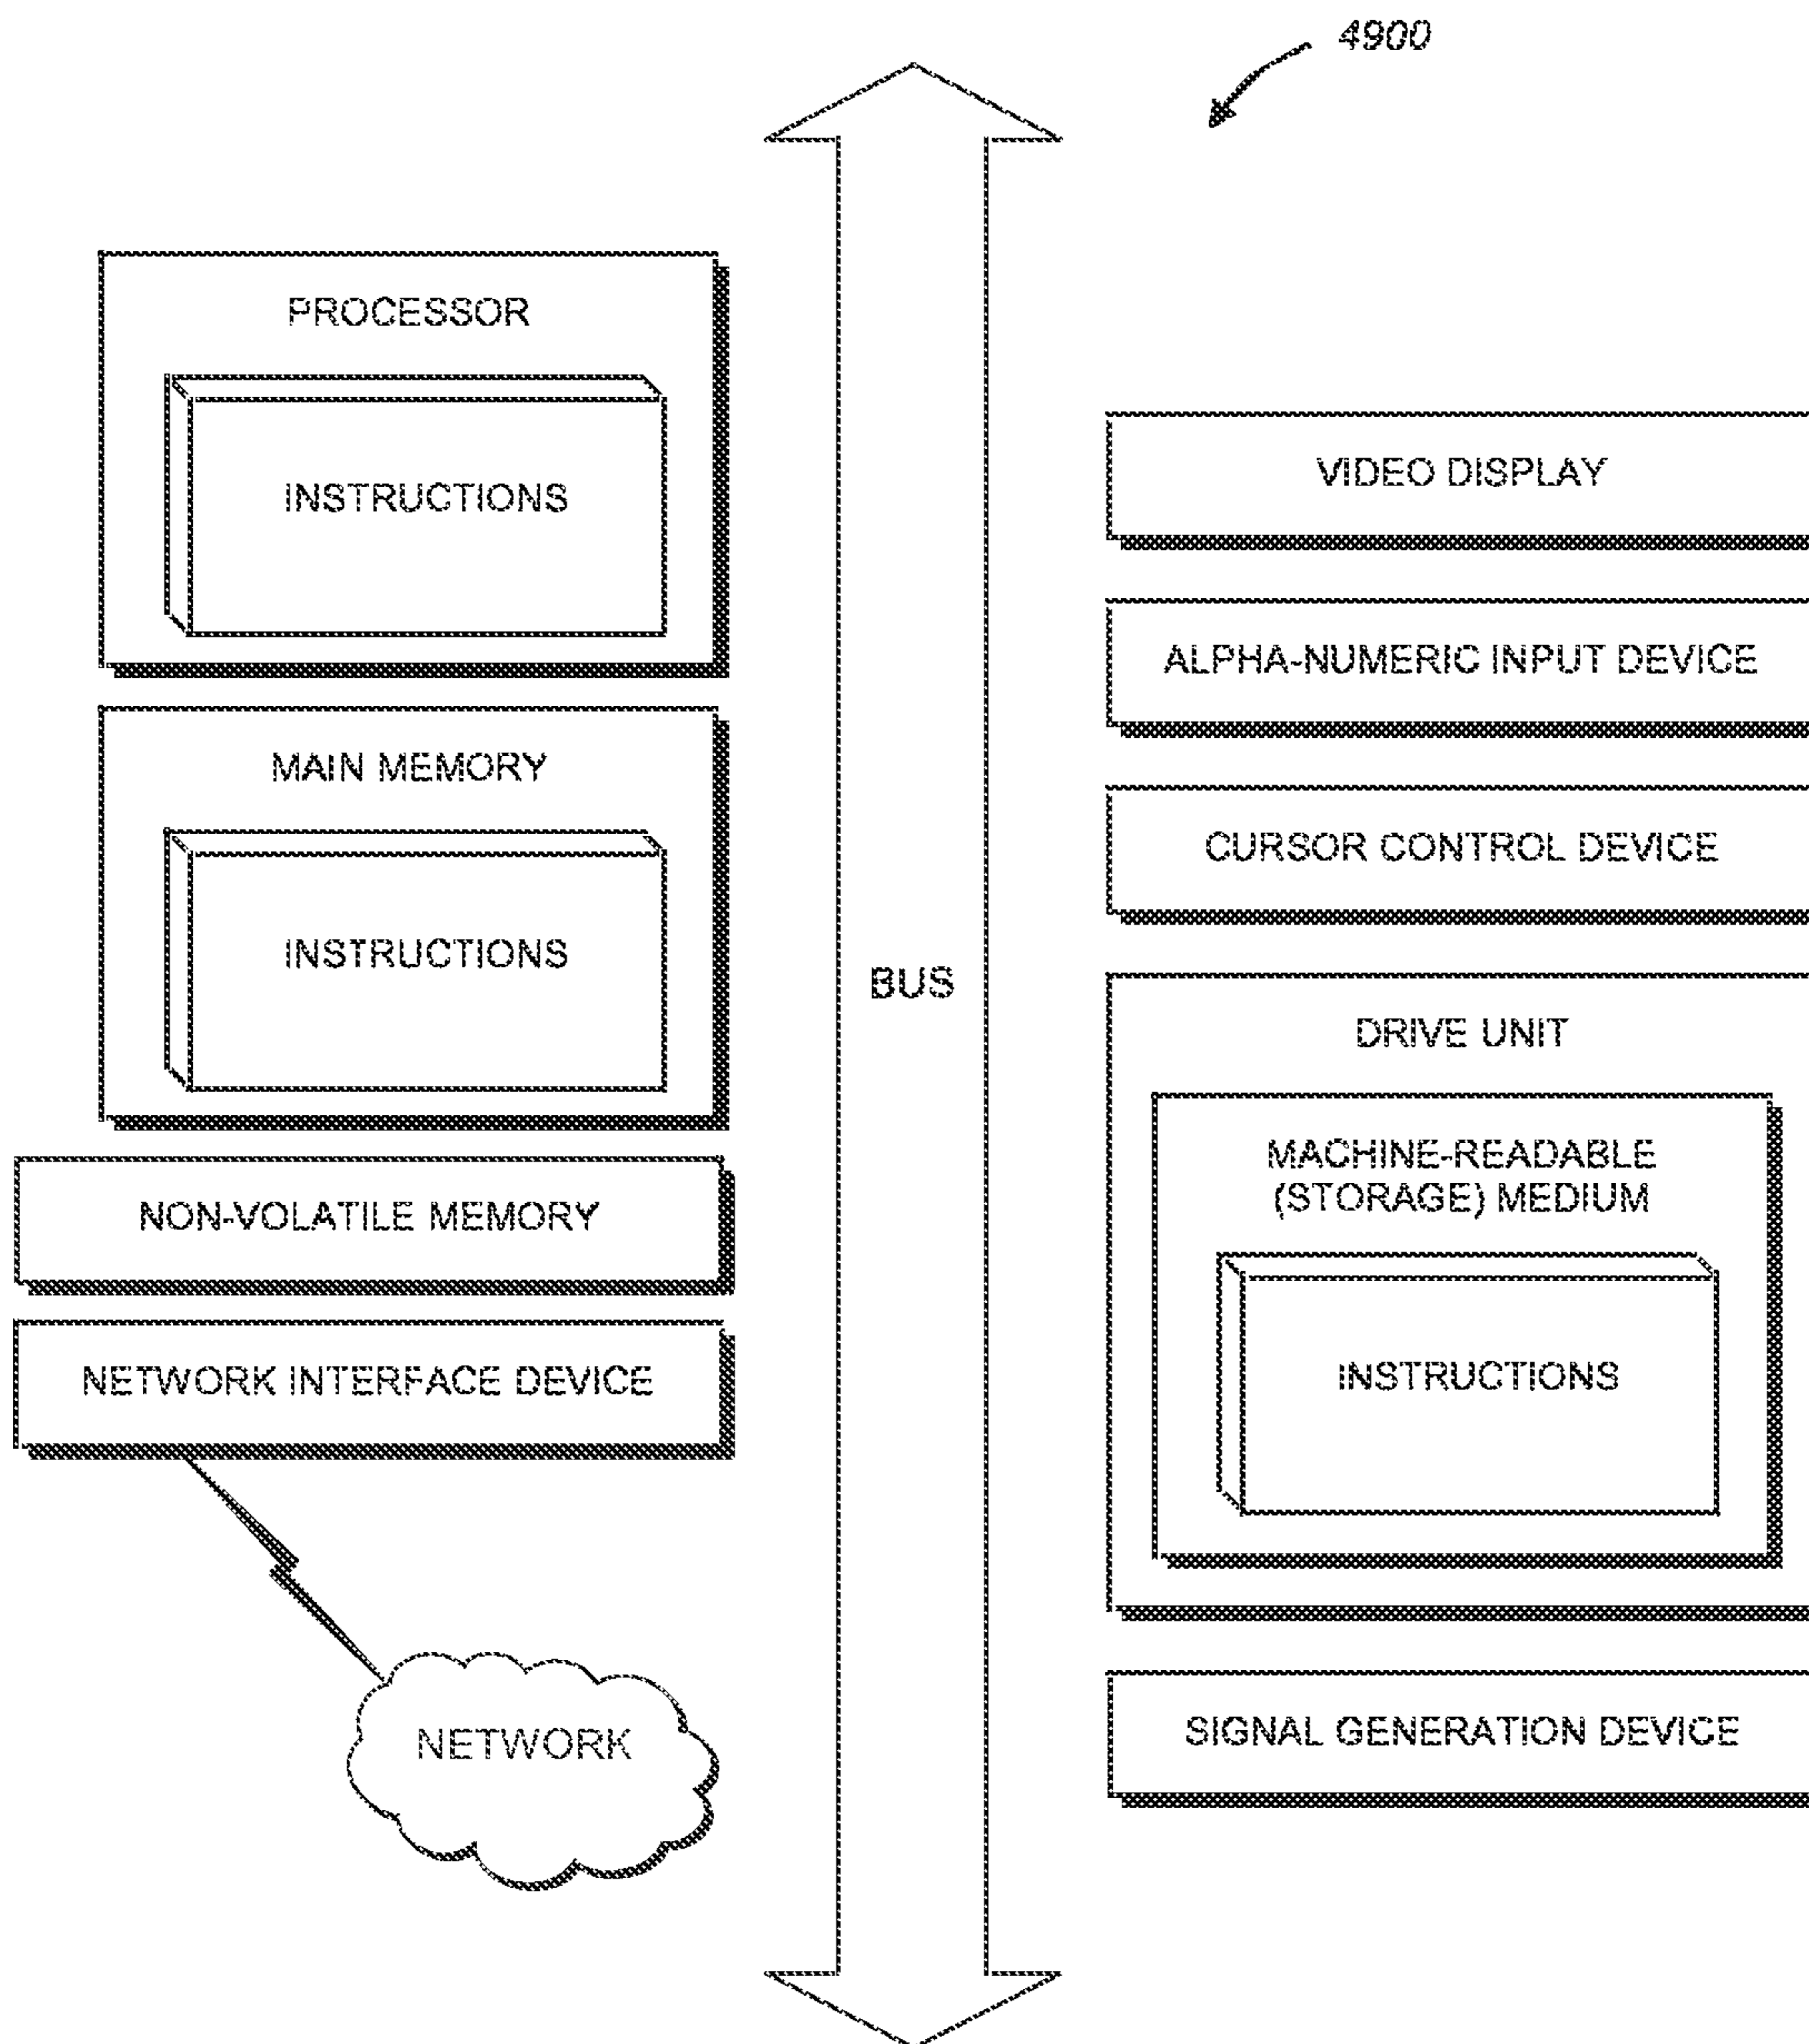 4900
PROCESSOR
INSTRUCTIONS
MAIN MEMORY
INSTRUCTIONS
NON-VOLATILE MEMORY
NETWORK INTERFACE DEVICE
NETWORK
BUS
VIDEO DISPLAY
ALPHA-NUMERIC INPUT DEVICE
CURSOR CONTROL DEVICE
DRIVE UNIT
MACHINE-READABLE
(STORAGE) MEDIUM
INSTRUCTIONS
SIGNAL GENERATION DEVICE